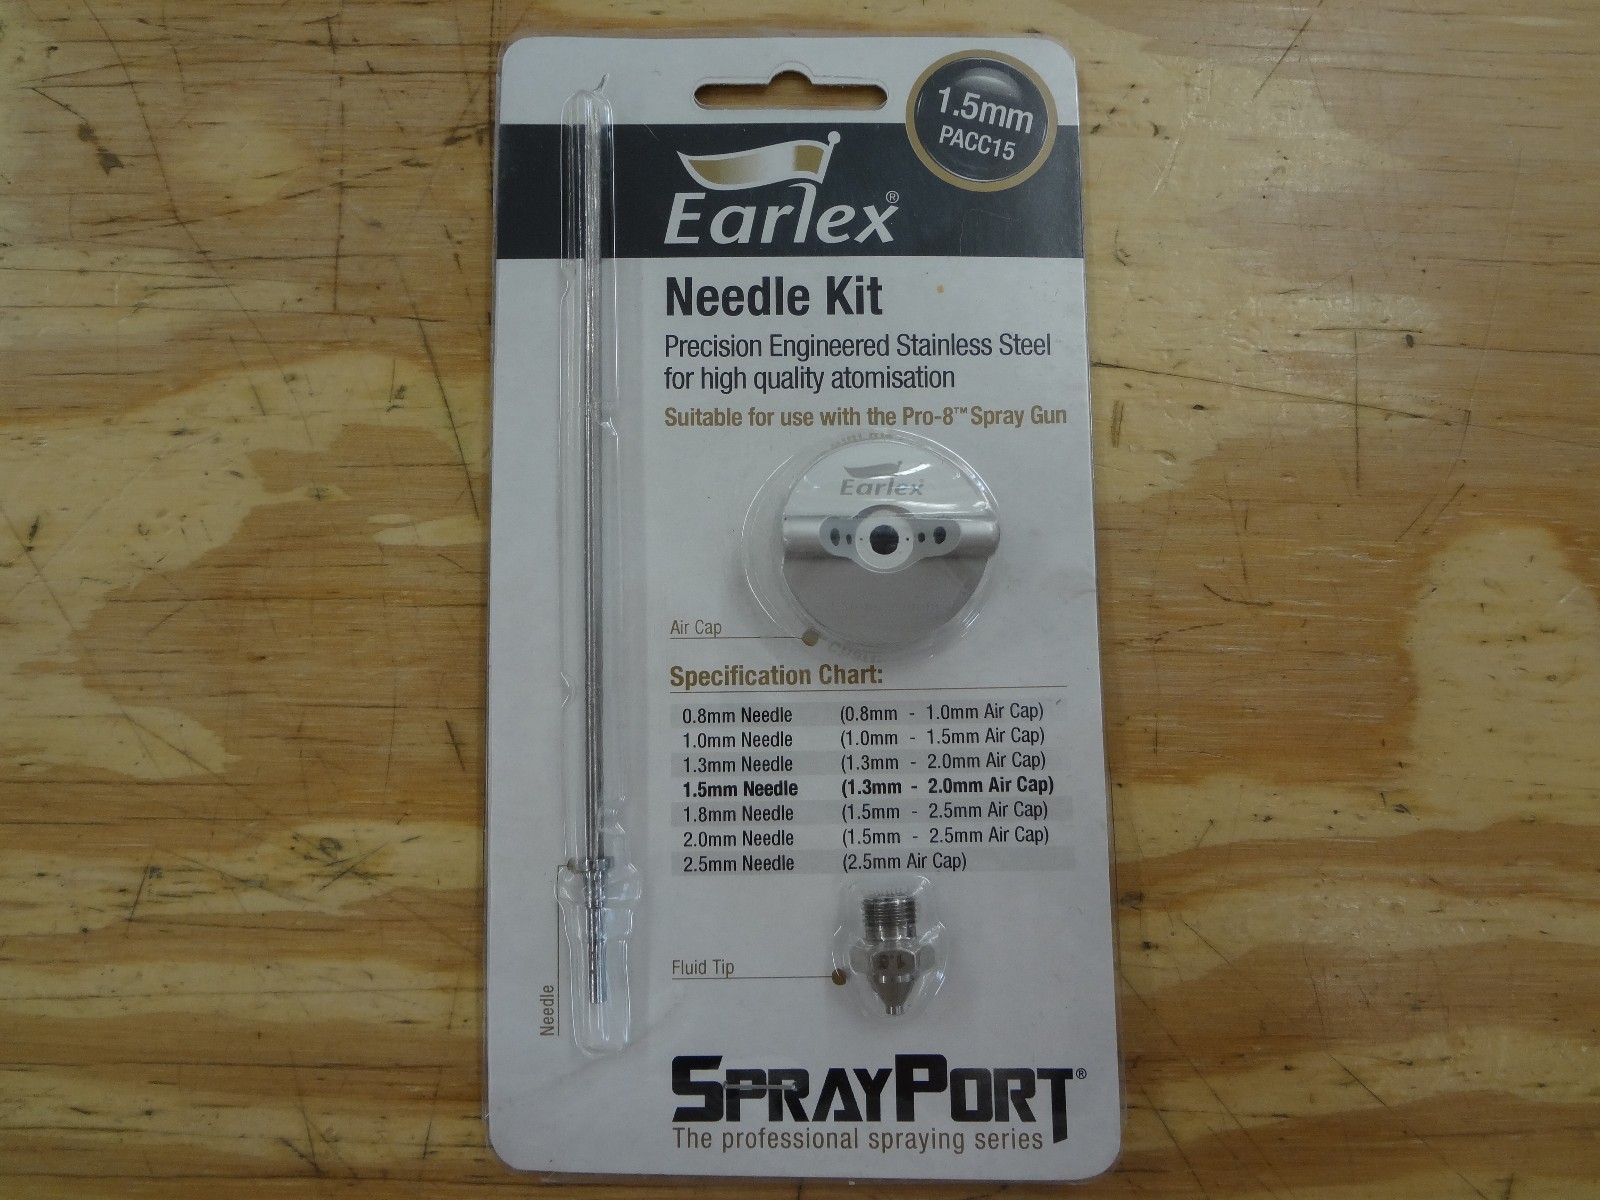 1.5mm
PACC15
Earlex®
Needle Kit
Precision Engineered Stainless Steel
for high quality atomisation
Suitable for use with the Pro-8™ Spray Gun
Earlex
Air Cap
Specification Chart:
0.8mm Needle (0.8mm - 1.0mm Air Cap)
1.0mm Needle (1.0mm - 1.5mm Air Cap)
1.3mm Needle (1.3mm - 2.0mm Air Cap)
1.5mm Needle (1.3mm - 2.0mm Air Cap)
1.8mm Needle (1.5mm - 2.5mm Air Cap)
2.0mm Needle (1.5mm - 2.5mm Air Cap)
2.5mm Needle (2.5mm Air Cap)
1.5
Fluid Tip
Needle
SPRAYPORT®
The professional spraying series